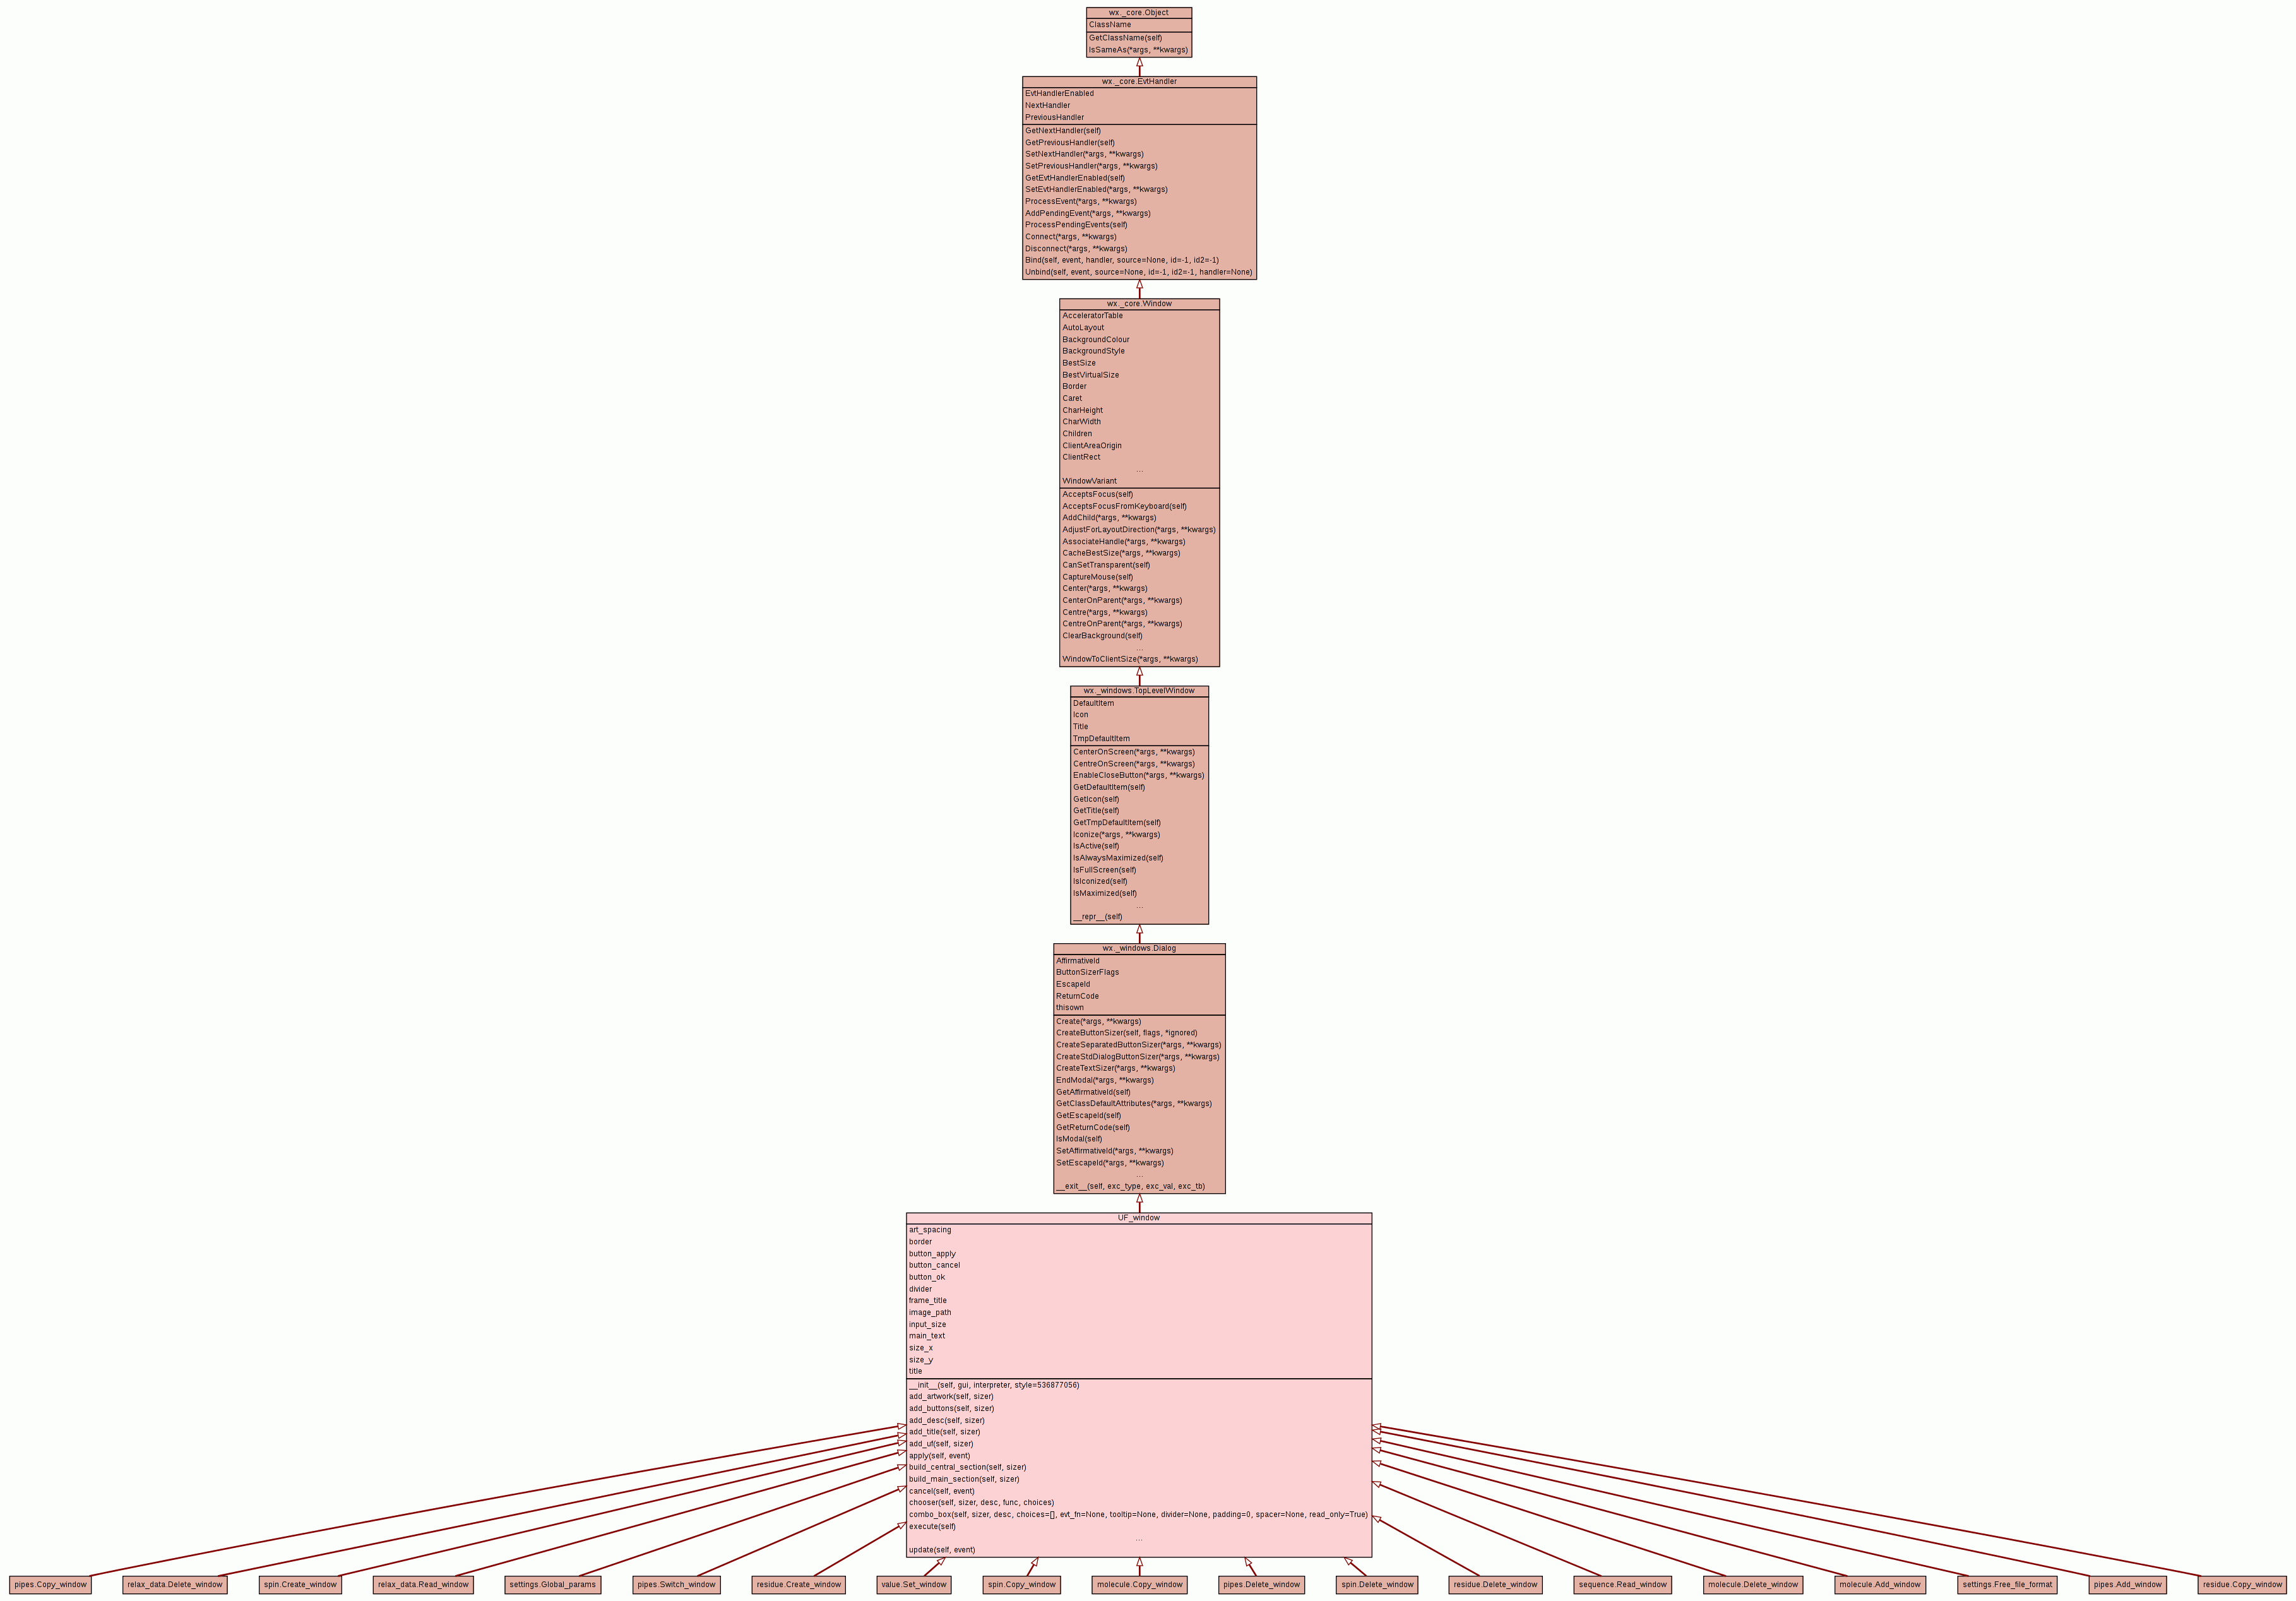 wx._core.Object
ClassName
GetClassName(self)
IsSameAs(*args, **kwargs)
wx._core.EvtHandler
EvtHandlerEnabled
NextHandler
PreviousHandler
GetNextHandler(self)
GetPreviousHandler(self)
SetNextHandler(*args, **kwargs)
SetPreviousHandler(*args, **kwargs)
GetEvtHandlerEnabled(self)
SetEvtHandlerEnabled(*args, **kwargs)
ProcessEvent(*args, **kwargs)
AddPendingEvent(*args, **kwargs)
ProcessPendingEvents(self)
Connect(*args, **kwargs)
Disconnect(*args, **kwargs)
Bind(self, event, handler, source=None, id=-1, id2=-1)
Unbind(self, event, source=None, id=-1, id2=-1, handler=None)
wx._core.Window
AcceleratorTable
AutoLayout
BackgroundColour
BackgroundStyle
BestSize
BestVirtualSize
Border
Caret
CharHeight
CharWidth
Children
ClientAreaOrigin
ClientRect
...
WindowVariant
AcceptsFocus(self)
AcceptsFocusFromKeyboard(self)
AddChild(*args, **kwargs)
AdjustForLayoutDirection(*args, **kwargs)
AssociateHandle(*args, **kwargs)
CacheBestSize(*args, **kwargs)
CanSetTransparent(self)
CaptureMouse(self)
Center(*args, **kwargs)
CenterOnParent(*args, **kwargs)
Centre(*args, **kwargs)
CentreOnParent(*args, **kwargs)
ClearBackground(self)
...
WindowToClientSize(*args, **kwargs)
wx._windows.TopLevelWindow
DefaultItem
Icon
Title
TmpDefaultItem
CenterOnScreen(*args, **kwargs)
CentreOnScreen(*args, **kwargs)
EnableCloseButton(*args, **kwargs)
GetDefaultItem(self)
GetIcon(self)
GetTitle(self)
GetTmpDefaultItem(self)
Iconize(*args, **kwargs)
IsActive(self)
IsAlwaysMaximized(self)
IsFullScreen(self)
IsIconized(self)
IsMaximized(self)
...
__repr__(self)
wx._windows.Dialog
AffirmativeId
ButtonSizerFlags
EscapeId
ReturnCode
thisown
Create(*args, **kwargs)
CreateButtonSizer(self, flags, *ignored)
CreateSeparatedButtonSizer(*args, **kwargs)
CreateStdDialogButtonSizer(*args, **kwargs)
CreateTextSizer(*args, **kwargs)
EndModal(*args, **kwargs)
GetAffirmativeId(self)
GetClassDefaultAttributes(*args, **kwargs)
GetEscapeId(self)
GetReturnCode(self)
IsModal(self)
SetAffirmativeId(*args, **kwargs)
SetEscapeId(*args, **kwargs)
...
__exit__(self, exc_type, exc_val, exc_tb)
UF_window
art_spacing
border
button_apply
button_cancel
button_ok
divider
frame_title
image_path
input_size
main_text
size_x
size_y
title
__init__(self, gui, interpreter, style=536877056)
add_artwork(self, sizer)
add_buttons(self, sizer)
add_desc(self, sizer)
add_title(self, sizer)
add_uf(self, sizer)
apply(self, event)
build_central_section(self, sizer)
build_main_section(self, sizer)
cancel(self, event)
chooser(self, sizer, desc, func, choices)
combo_box(self, sizer, desc, choices=[], evt_fn=None, tooltip=None, divider=None, padding=0, spacer=None, read_only=True)
execute(self)
...
update(self, event)
pipes.Copy_window
relax_data.Delete_window
spin.Create_window
relax_data.Read_window
settings.Global_params
pipes.Switch_window
residue.Create_window
value.Set_window
spin.Copy_window
molecule.Copy_window
pipes.Delete_window
spin.Delete_window
residue.Delete_window
sequence.Read_window
molecule.Delete_window
molecule.Add_window
settings.Free_file_format
pipes.Add_window
residue.Copy_window